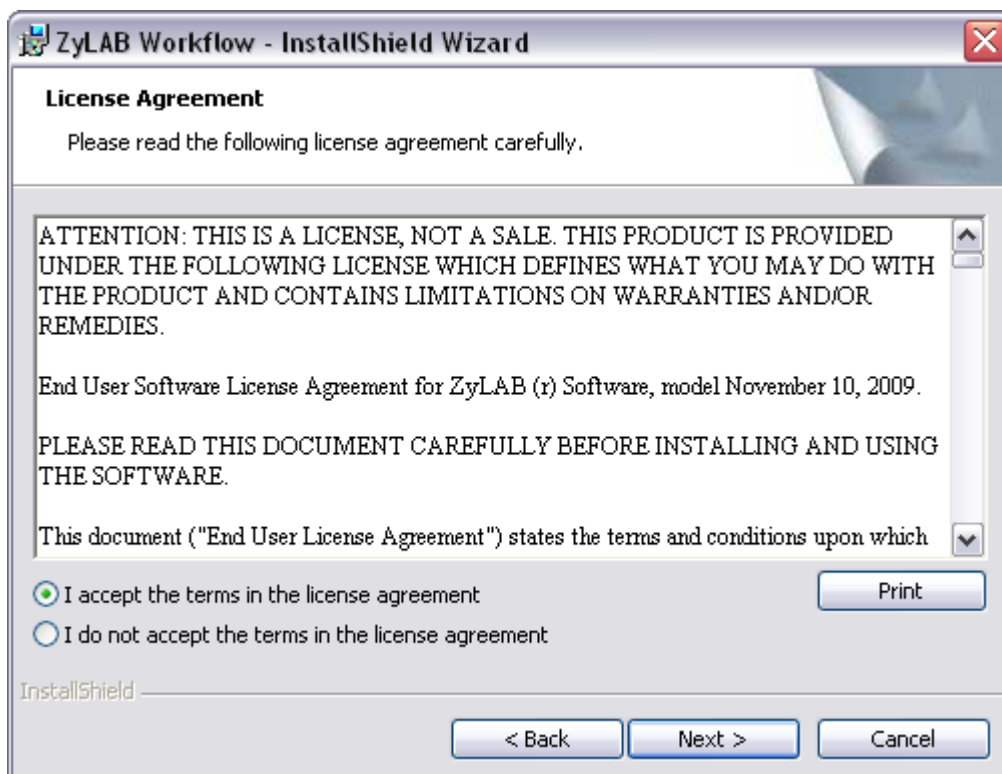 ZyLAB Workflow - InstallShield Wizard
License Agreement
Please read the following license agreement carefully.
ATTENTION: THIS IS A LICENSE, NOT A SALE. THIS PRODUCT IS PROVIDED
UNDER THE FOLLOWING LICENSE WHICH DEFINES WHAT YOU MAY DO WITH
THE PRODUCT AND CONTAINS LIMITATIONS ON WARRANTIES AND/OR
REMEDIES.
End User Software License Agreement for ZyLAB (r) Software, model November 10, 2009.
PLEASE READ THIS DOCUMENT CAREFULLY BEFORE INSTALLING AND USING
THE SOFTWARE.
This document ("End User License Agreement") states the terms and conditions upon which
I accept the terms in the license agreement
Print
I do not accept the terms in the license agreement
InstallShield
< Back
Next >
Cancel